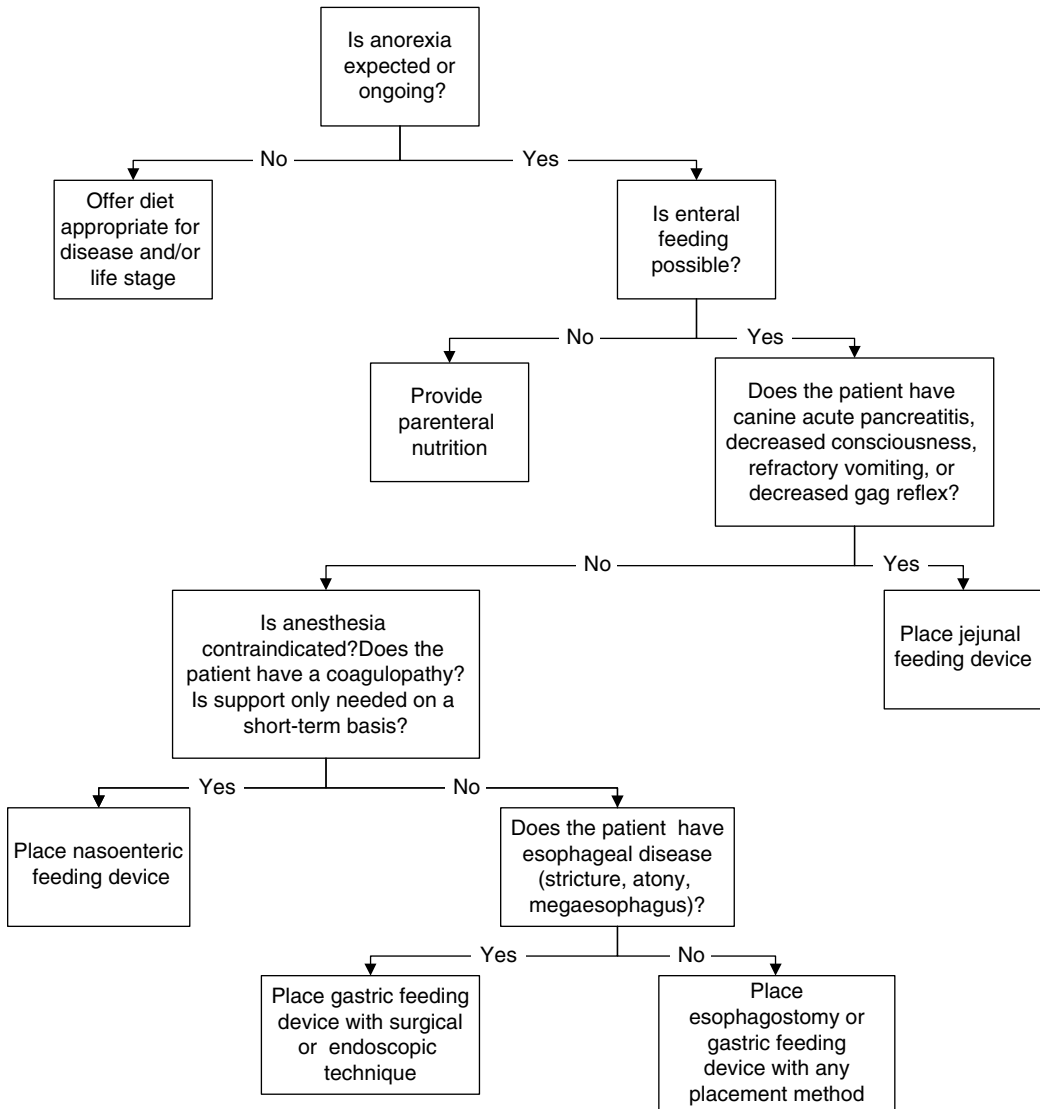 Is anorexia
expected or
ongoing?
No
Yes
Offer diet
appropriate for
disease and/or
life stage
Is enteral
feeding
possible?
No
Yes
Provide
parenteral
nutrition
Does the patient have
canine acute pancreatitis,
decreased consciousness,
refractory vomiting, or
decreased gag reflex?
No
Yes
Is anesthesia
contraindicated?Does the
patient have a coagulopathy?
Is support only needed on a
short-term basis?
Place jejunal
feeding device
Yes
No
Place nasoenteric
feeding device
Does the patient have
esophageal disease
(stricture, atony,
megaesophagus)?
Yes
No
Place gastric feeding
device with surgical
or endoscopic
technique
Place
esophagostomy or
gastric feeding
device with any
placement method